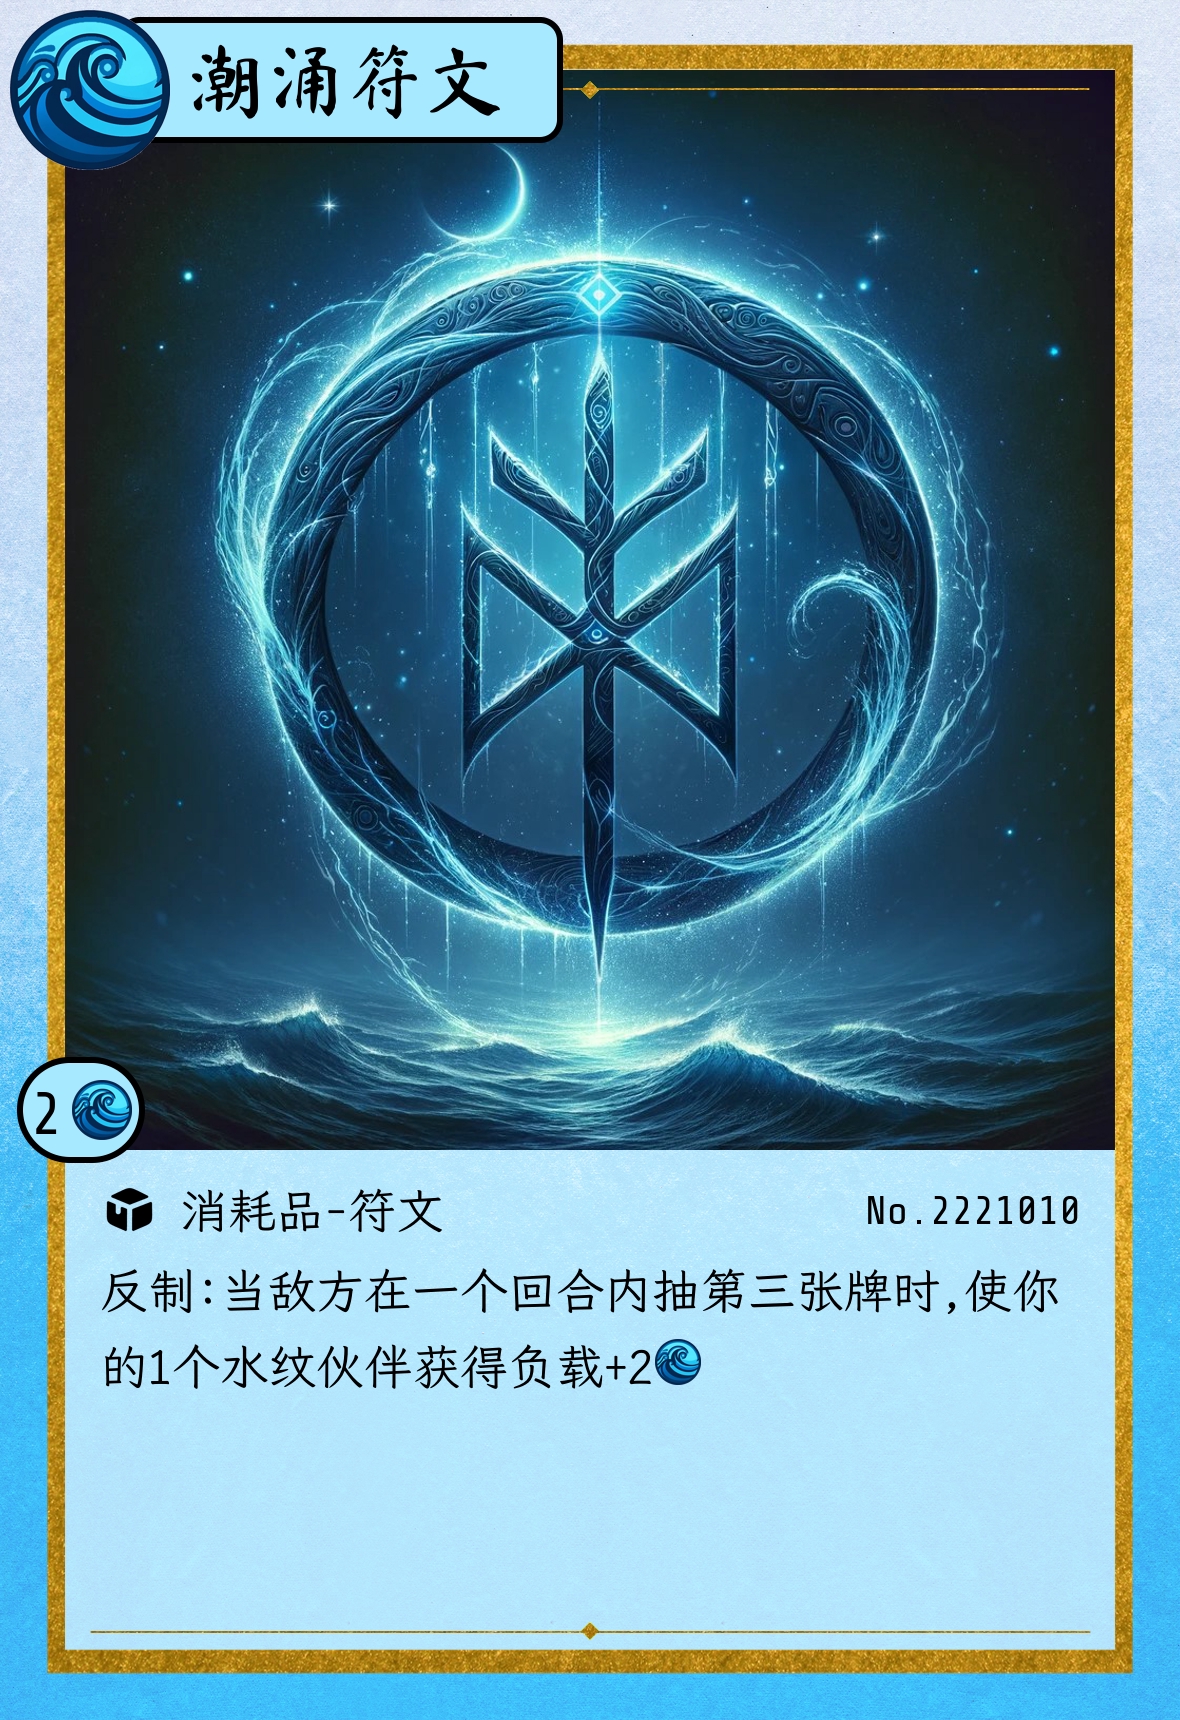 潮涌符文
2
消耗品-符文
No.2221010
反制:当敌方在一个回合内抽第三张牌时,使你
的1个水纹伙伴获得负载+2